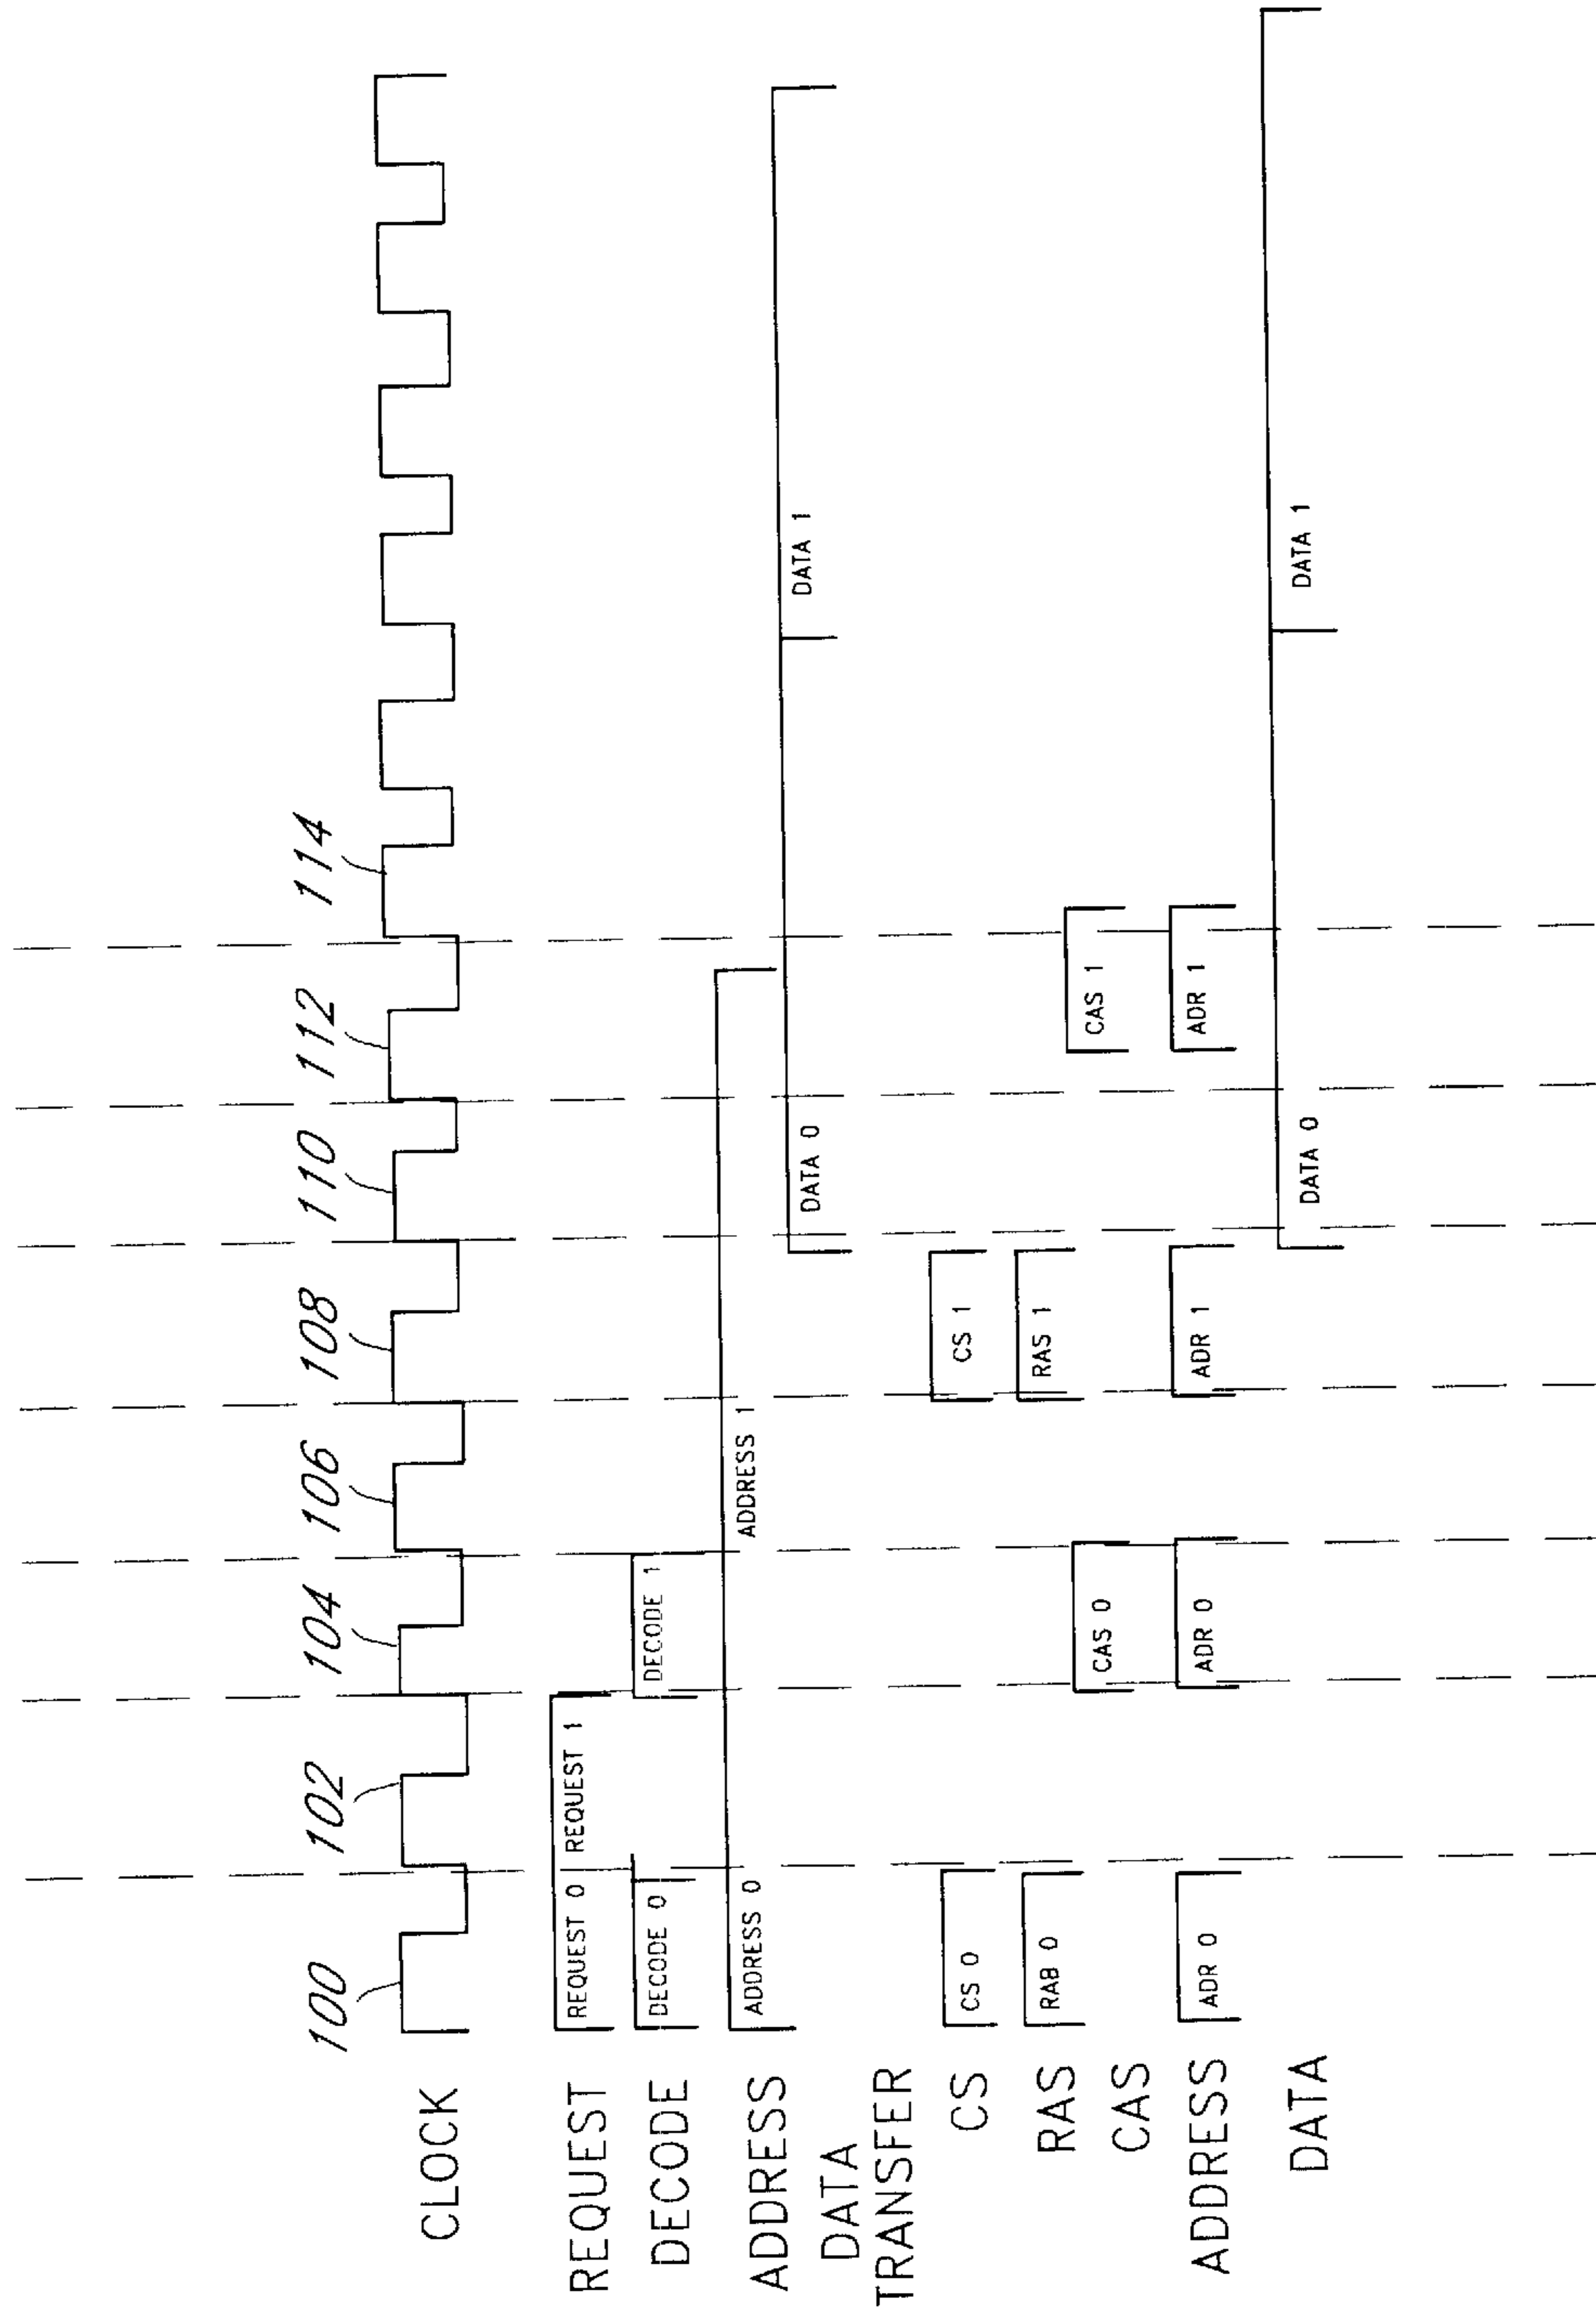 100 102 104 106 108 110 112 114
CLOCK
REQUEST REQUEST 0 REQUEST 1
DECODE DECODE 0 DECODE 1
ADDRESS ADDRESS 0 ADDRESS 1
DATA TRANSFER DATA 0 DATA 1
CS CS 0 CS 1
RAS RAB 0 RAS 1
CAS CAS 0 CAS 1
ADDRESS ADR 0 ADR 0 ADR 1 ADR 1
DATA DATA 0 DATA 1